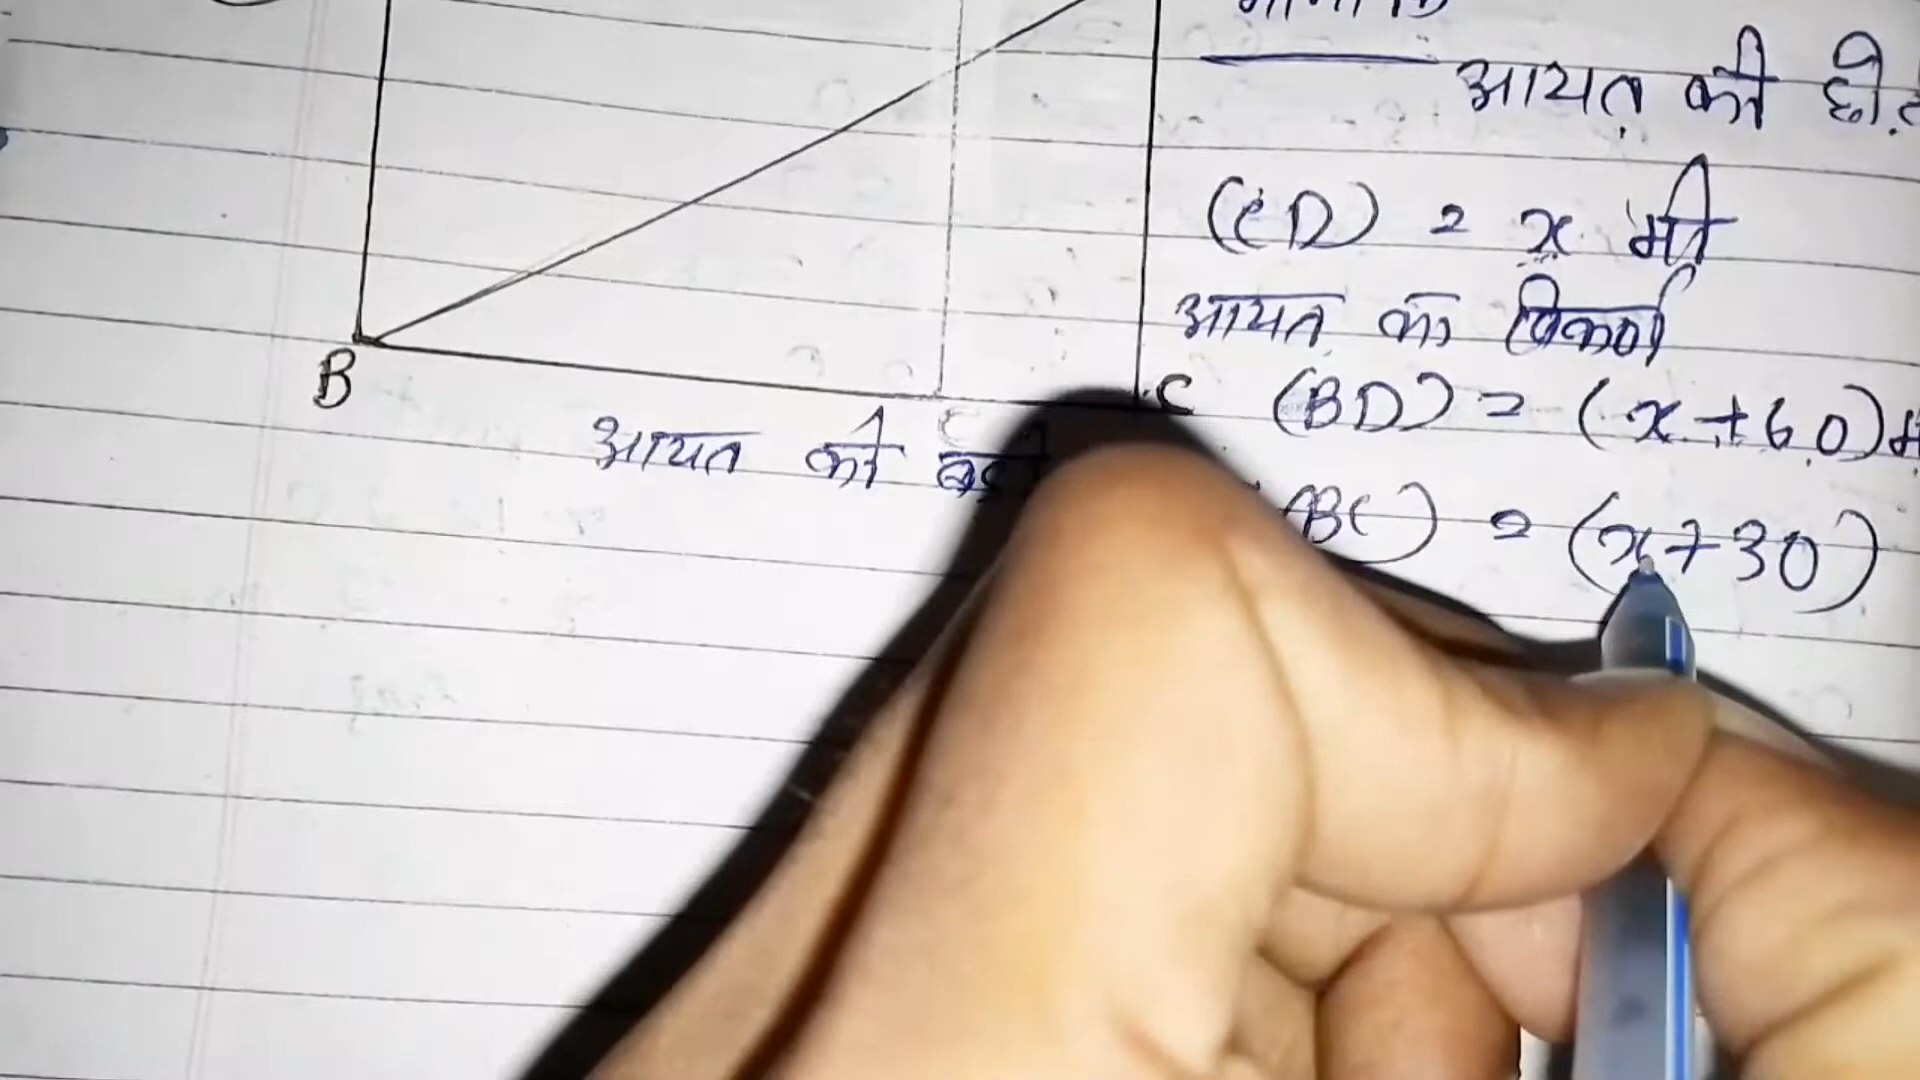 आयत की
(CD) = x मी
आयत का विकर्ण
B
C
(BD) = (x+60)
आयत की
BC) = (x+30)